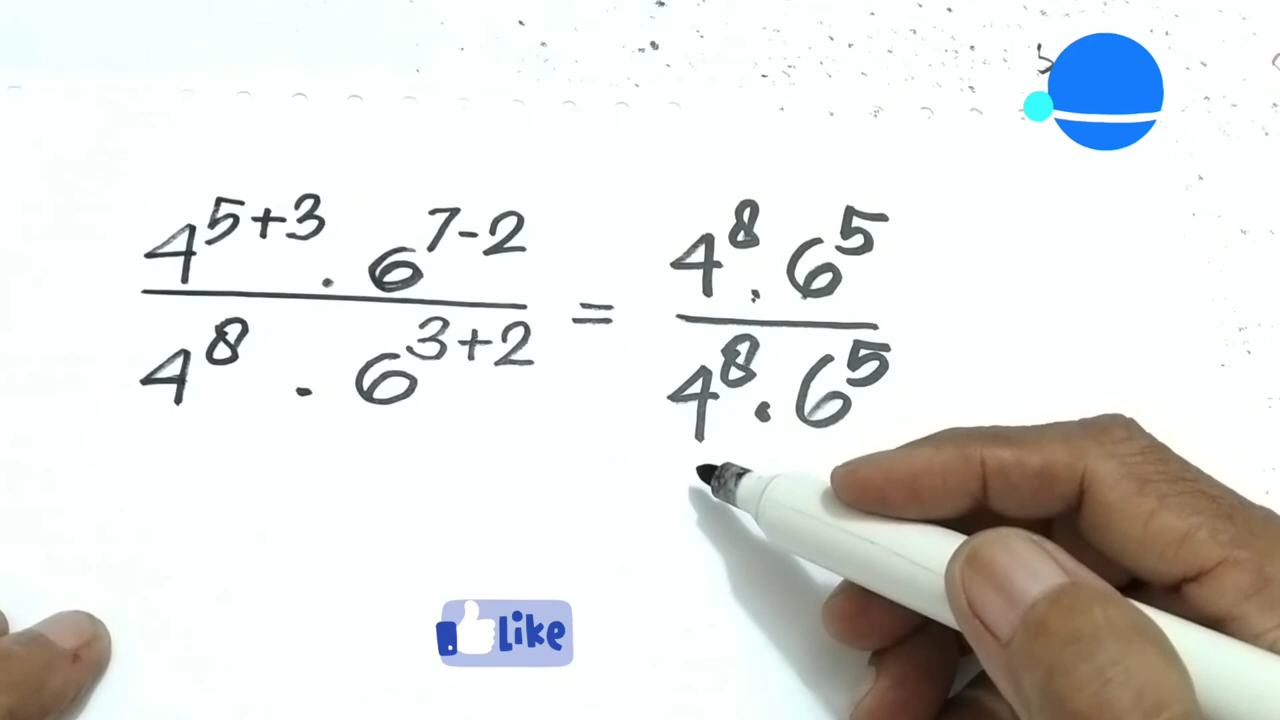 4^{5+3} . 6^{7-2} / 4^8 . 6^{3+2} = 4^8 . 6^5 / 4^8 . 6^5
Like